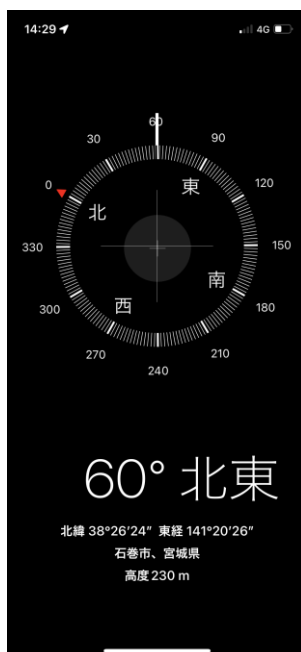 14:29 4G
60
30 90
0 東 120
北
330 150
南
300 西 180
270 210
240
60° 北東
北緯 38°26’24” 東経 141°20’26”
石巻市、宮城県
高度 230 m